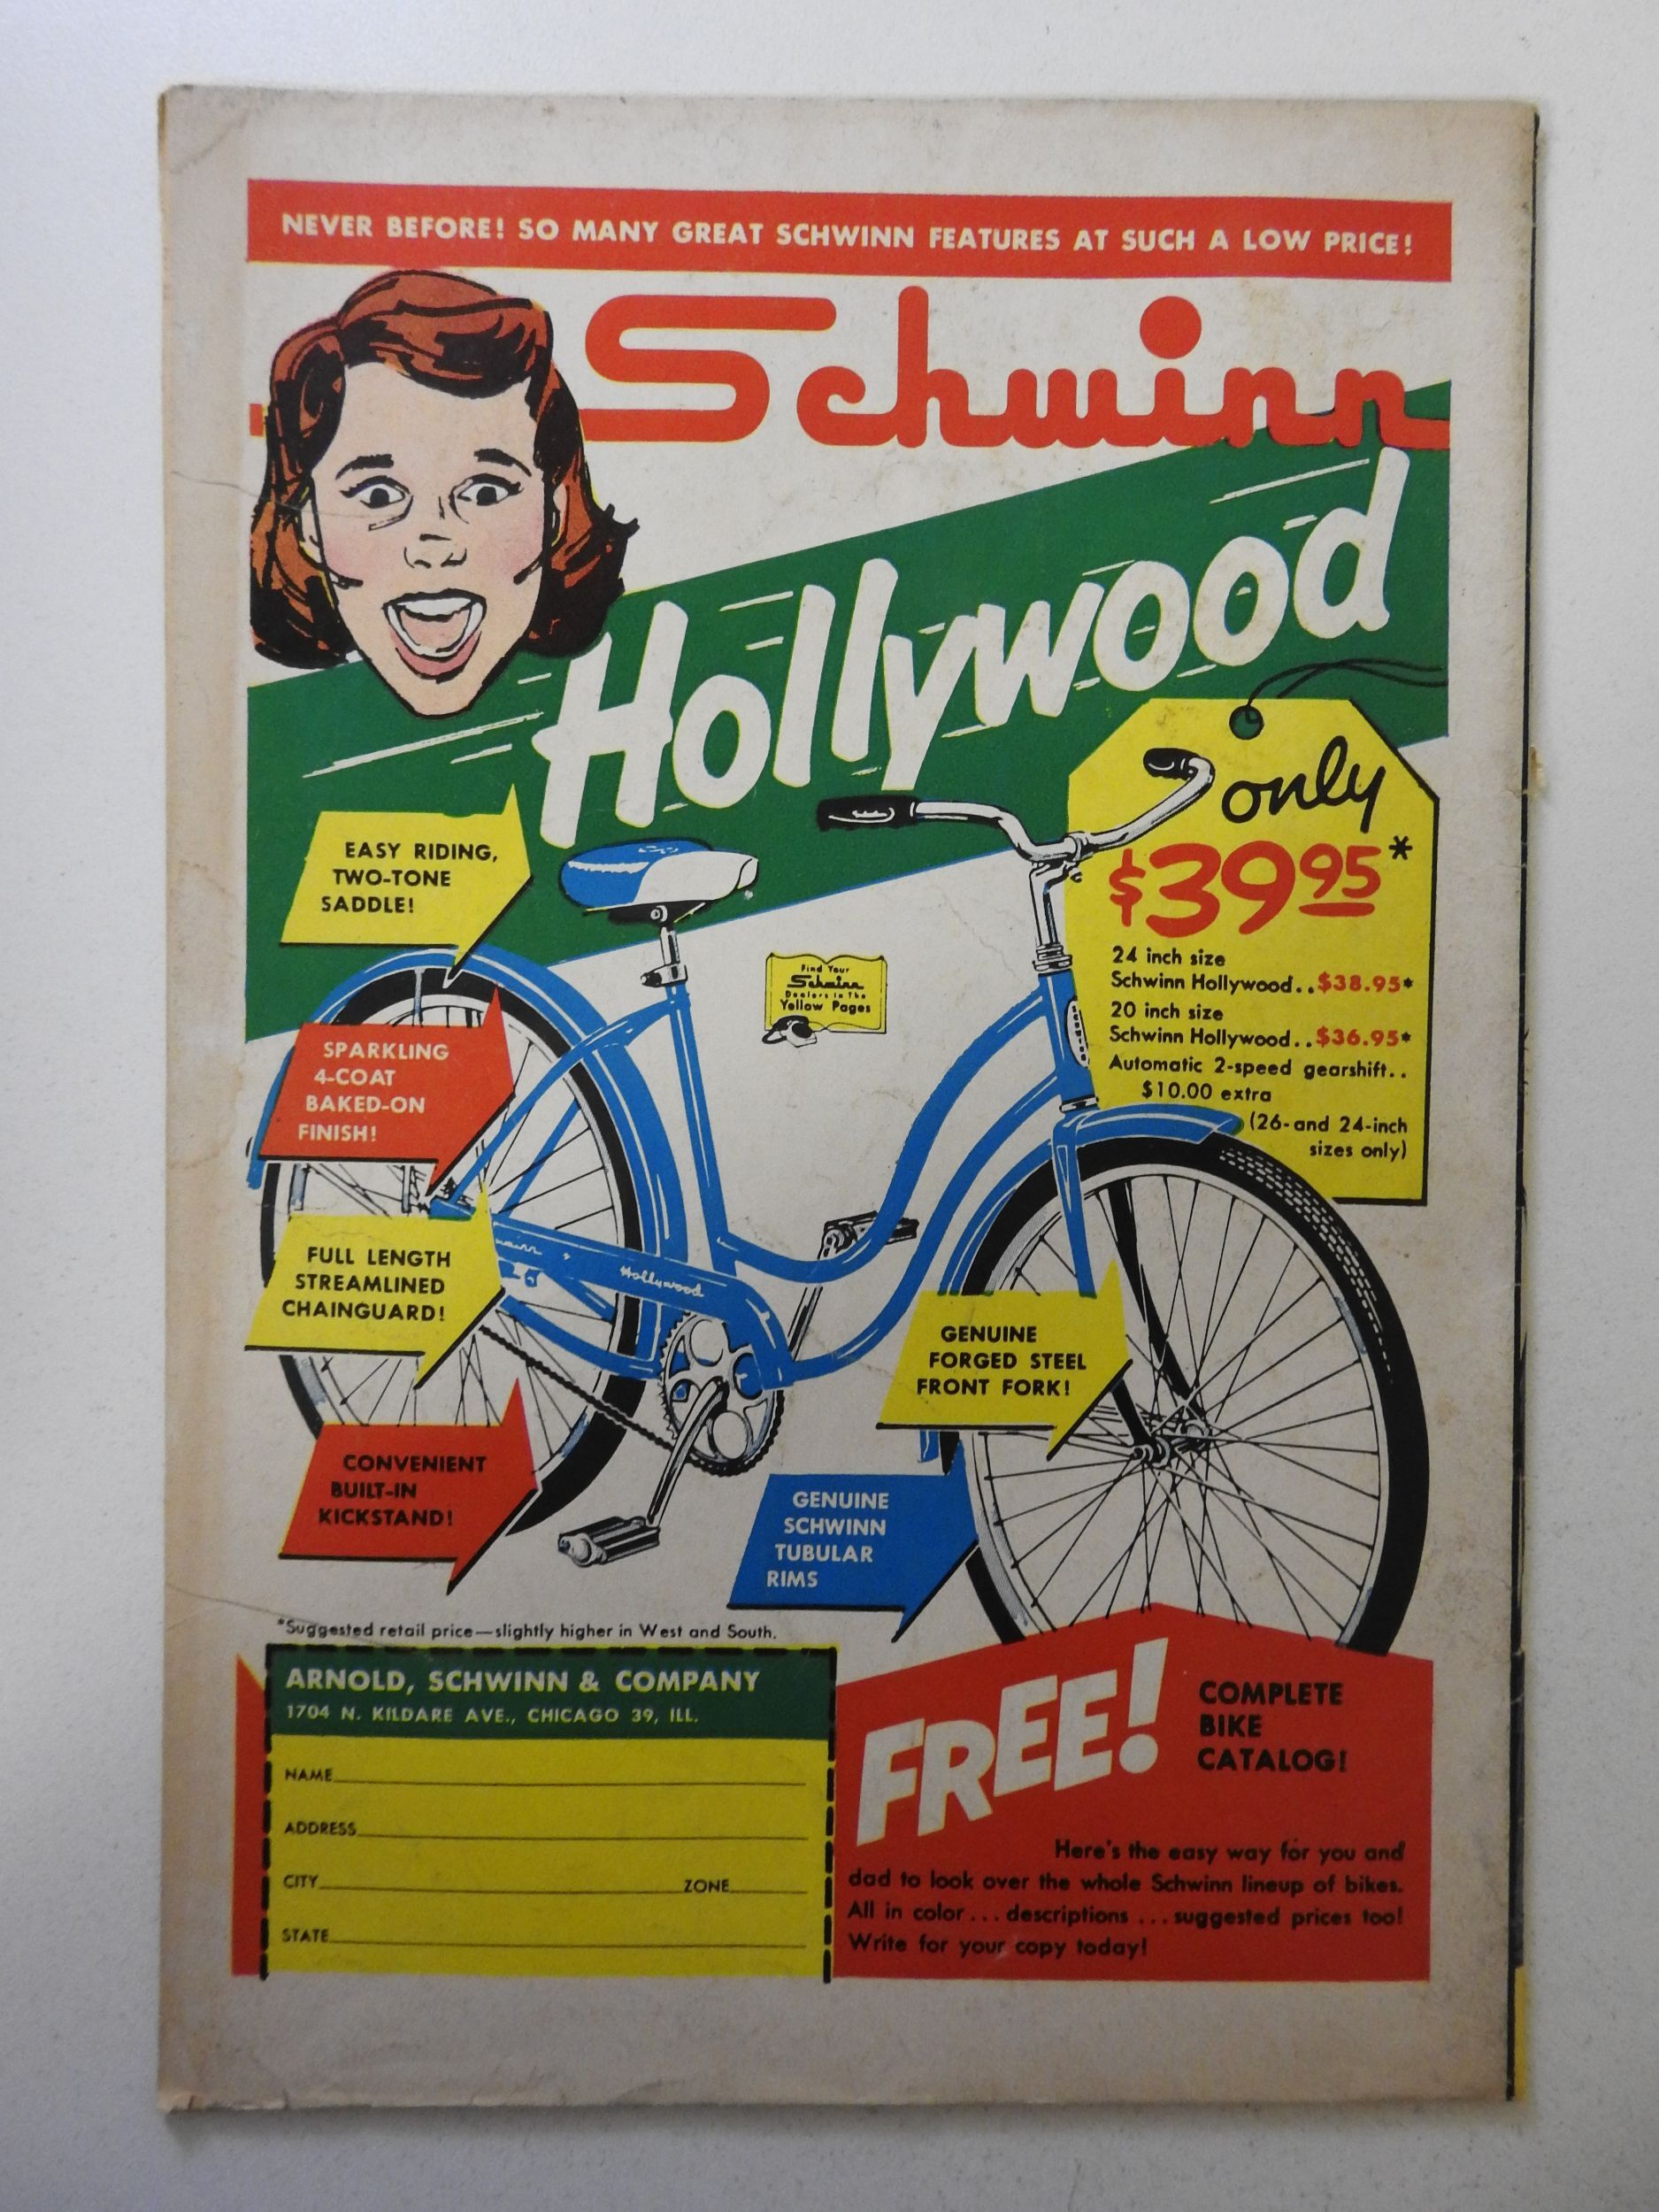 NEVER BEFORE! SO MANY GREAT SCHWINN FEATURES AT SUCH A LOW PRICE!
Schwinn
Hollywood
only
$39.95*
24 inch size
Schwinn Hollywood..$38.95*
20 inch size
Schwinn Hollywood..$36.95*
Automatic 2-speed gearshift..
$10.00 extra
(26-and 24-inch
sizes only)
EASY RIDING,
TWO-TONE
SADDLE!
Find Your
Schwinn
Dealers in The
Yellow Pages
SCHWINN
SPARKLING
4-COAT
BAKED-ON
FINISH!
FULL LENGTH
STREAMLINED
CHAINGUARD!
Hollywood
GENUINE
FORGED STEEL
FRONT FORK!
CONVENIENT
BUILT-IN
KICKSTAND!
GENUINE
SCHWINN
TUBULAR
RIMS
*Suggested retail price—slightly higher in West and South.
ARNOLD, SCHWINN & COMPANY
1704 N. KILDARE AVE., CHICAGO 39, ILL.
NAME
ADDRESS
CITY ZONE
STATE
FREE!
COMPLETE
BIKE
CATALOG!
Here's the easy way for you and
dad to look over the whole Schwinn lineup of bikes.
All in color...descriptions...suggested prices too!
Write for your copy today!